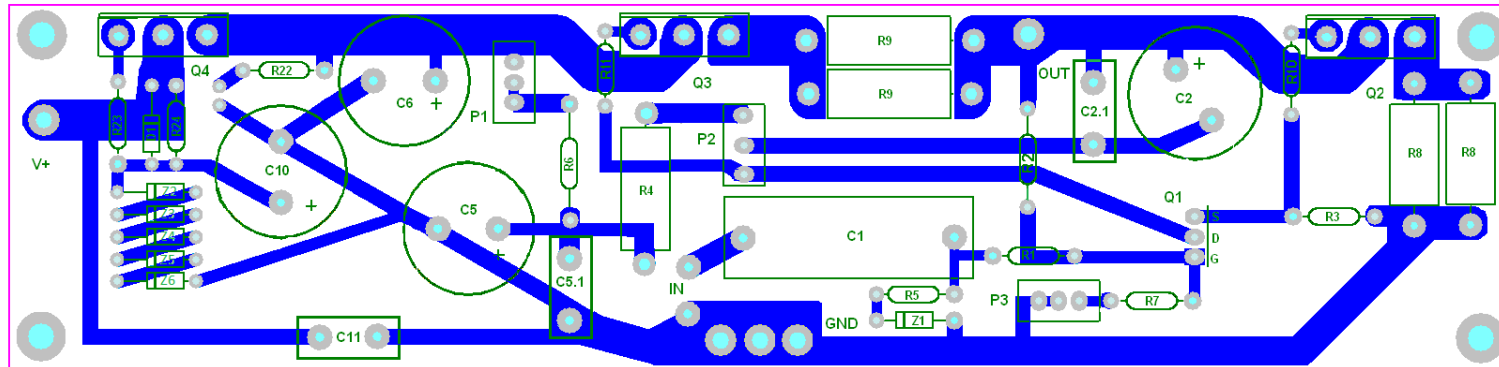 Q4
R22
C6
+
P1
R11
Q3
R9
R9
OUT
C2.1
+
C2
R10
Q2
R23
D1
R24
V+
C10
+
R6
P2
R4
R2
R8
R8
Z2
Z3
Z4
Z5
Z6
C5
+
C5.1
C11
IN
C1
GND
R1
R5
Z1
Q1
S
D
G
R3
P3
R7